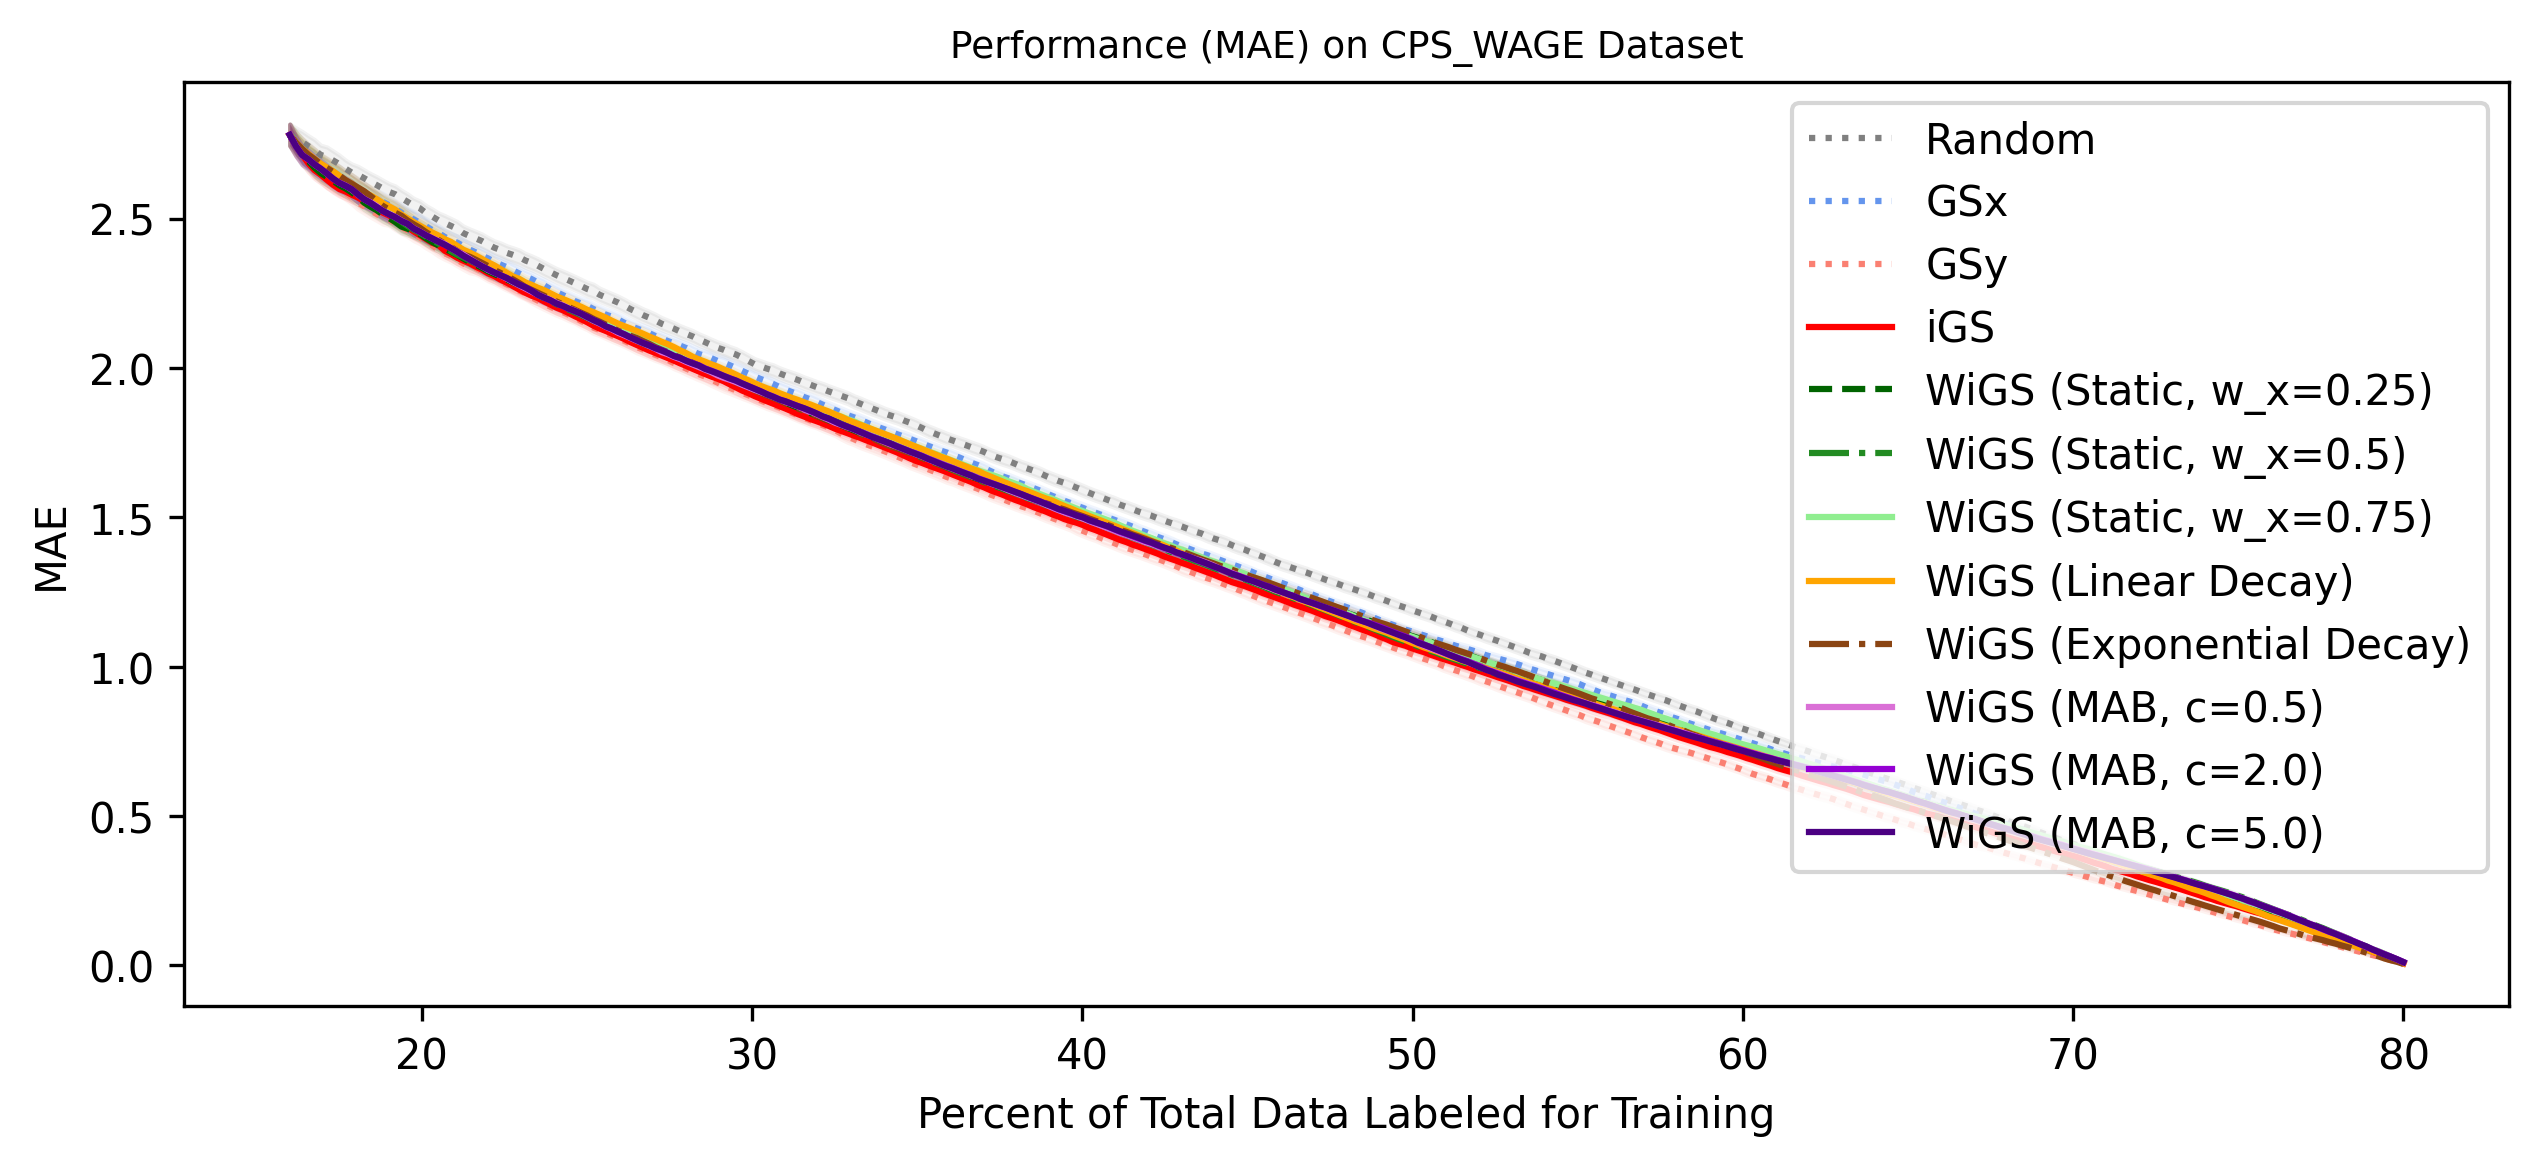 Performance (MAE) on CPS_WAGE Dataset
Random
GSx
GSy
iGS
WiGS (Static, w_x=0.25)
WiGS (Static, w_x=0.5)
WiGS (Static, w_x=0.75)
WiGS (Linear Decay)
WiGS (Exponential Decay)
WiGS (MAB, c=0.5)
WiGS (MAB, c=2.0)
WiGS (MAB, c=5.0)
MAE
2.5
2.0
1.5
1.0
0.5
0.0
20 30 40 50 60 70 80
Percent of Total Data Labeled for Training